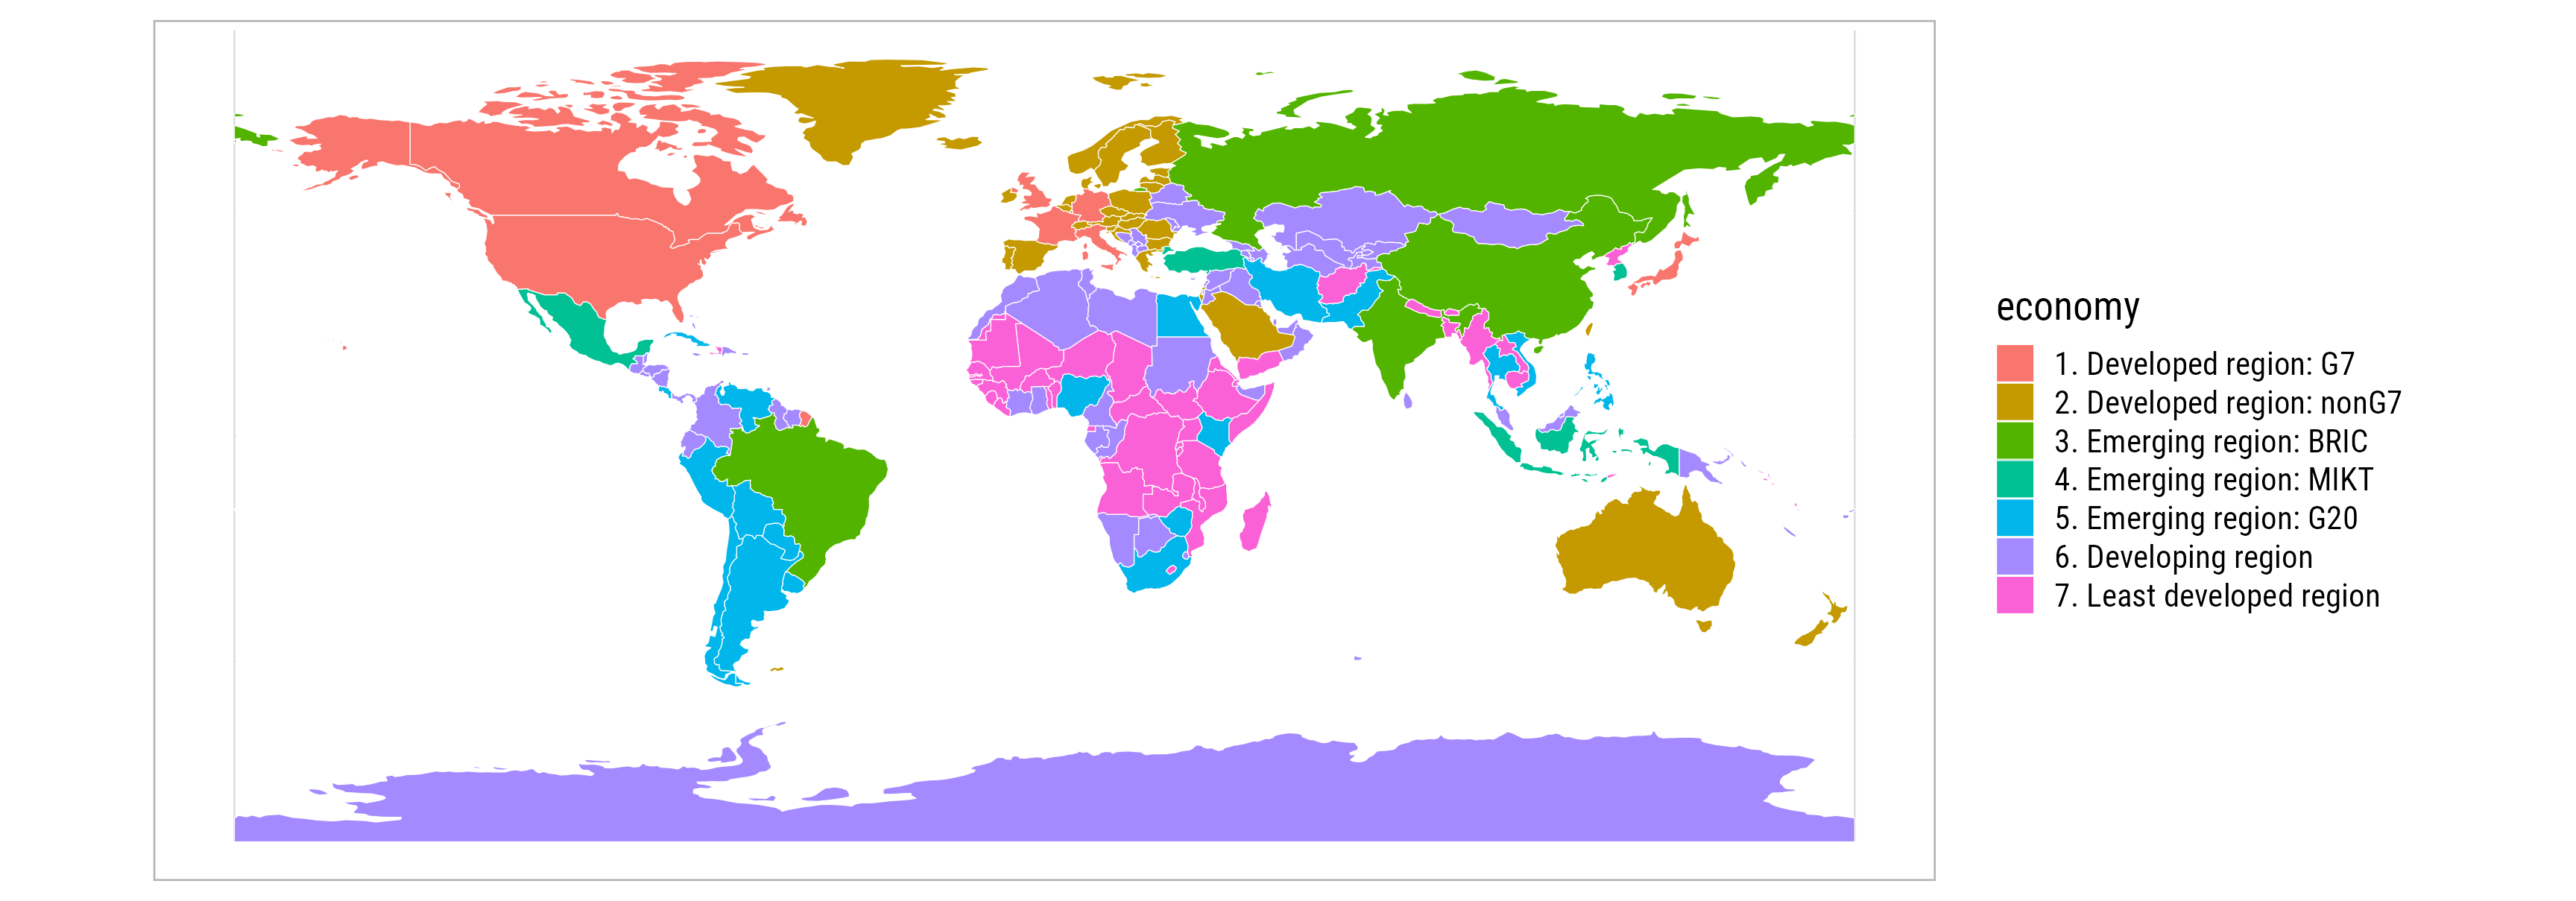 economy
1. Developed region: G7
2. Developed region: nonG7
3. Emerging region: BRIC
4. Emerging region: MIKT
5. Emerging region: G20
6. Developing region
7. Least developed region